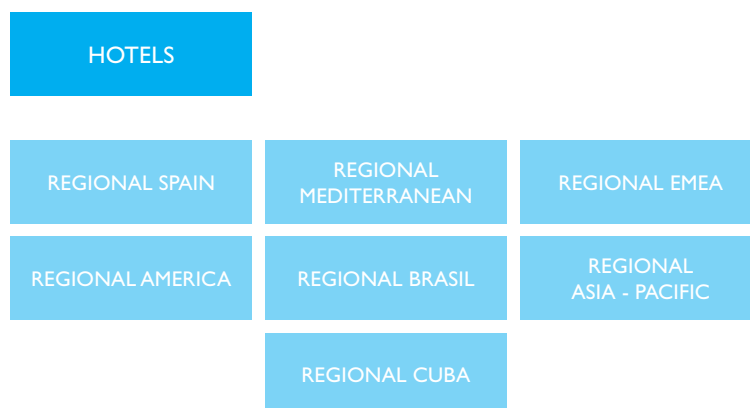 HOTELS
REGIONAL SPAIN
REGIONAL
MEDITERRANEAN
REGIONAL EMEA
REGIONAL AMERICA
REGIONAL BRASIL
REGIONAL
ASIA - PACIFIC
REGIONAL CUBA